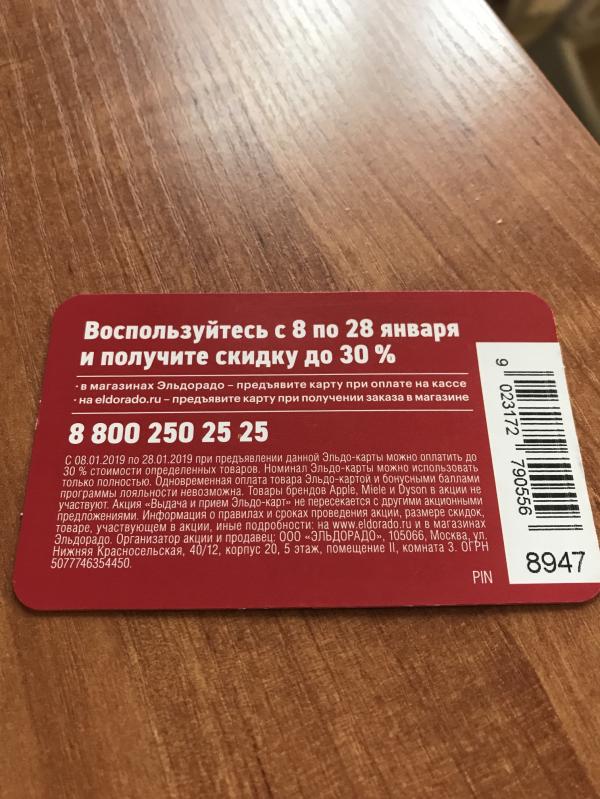 Воспользуйтесь с 8 по 28 января
и получите скидку до 30 %
· в магазинах Эльдорадо – предъявите карту при оплате на кассе
· на eldorado.ru – предъявите карту при получении заказа в магазине
8 800 250 25 25
С 08.01.2019 по 28.01.2019 при предъявлении данной Эльдо-карты можно оплатить до
30 % стоимости определенных товаров. Номинал Эльдо-карты можно использовать
только полностью. Одновременная оплата товара Эльдо-картой и бонусными баллами
программы лояльности невозможна. Товары брендов Apple, Miele и Dyson в акции не
участвуют. Акция «Выдача и прием Эльдо-карт» не пересекается с другими акционными
предложениями. Информация о правилах и сроках проведения акции, размере скидок,
товаре, участвующем в акции, иные подробности: на www.eldorado.ru и в магазинах
Эльдорадо. Организатор акции и продавец: ООО «ЭЛЬДОРАДО», 105066, Москва, ул.
Нижняя Красносельская, 40/12, корпус 20, 5 этаж, помещение II, комната 3. ОГРН
5077746354450.
PIN
9 023172 790556
8947